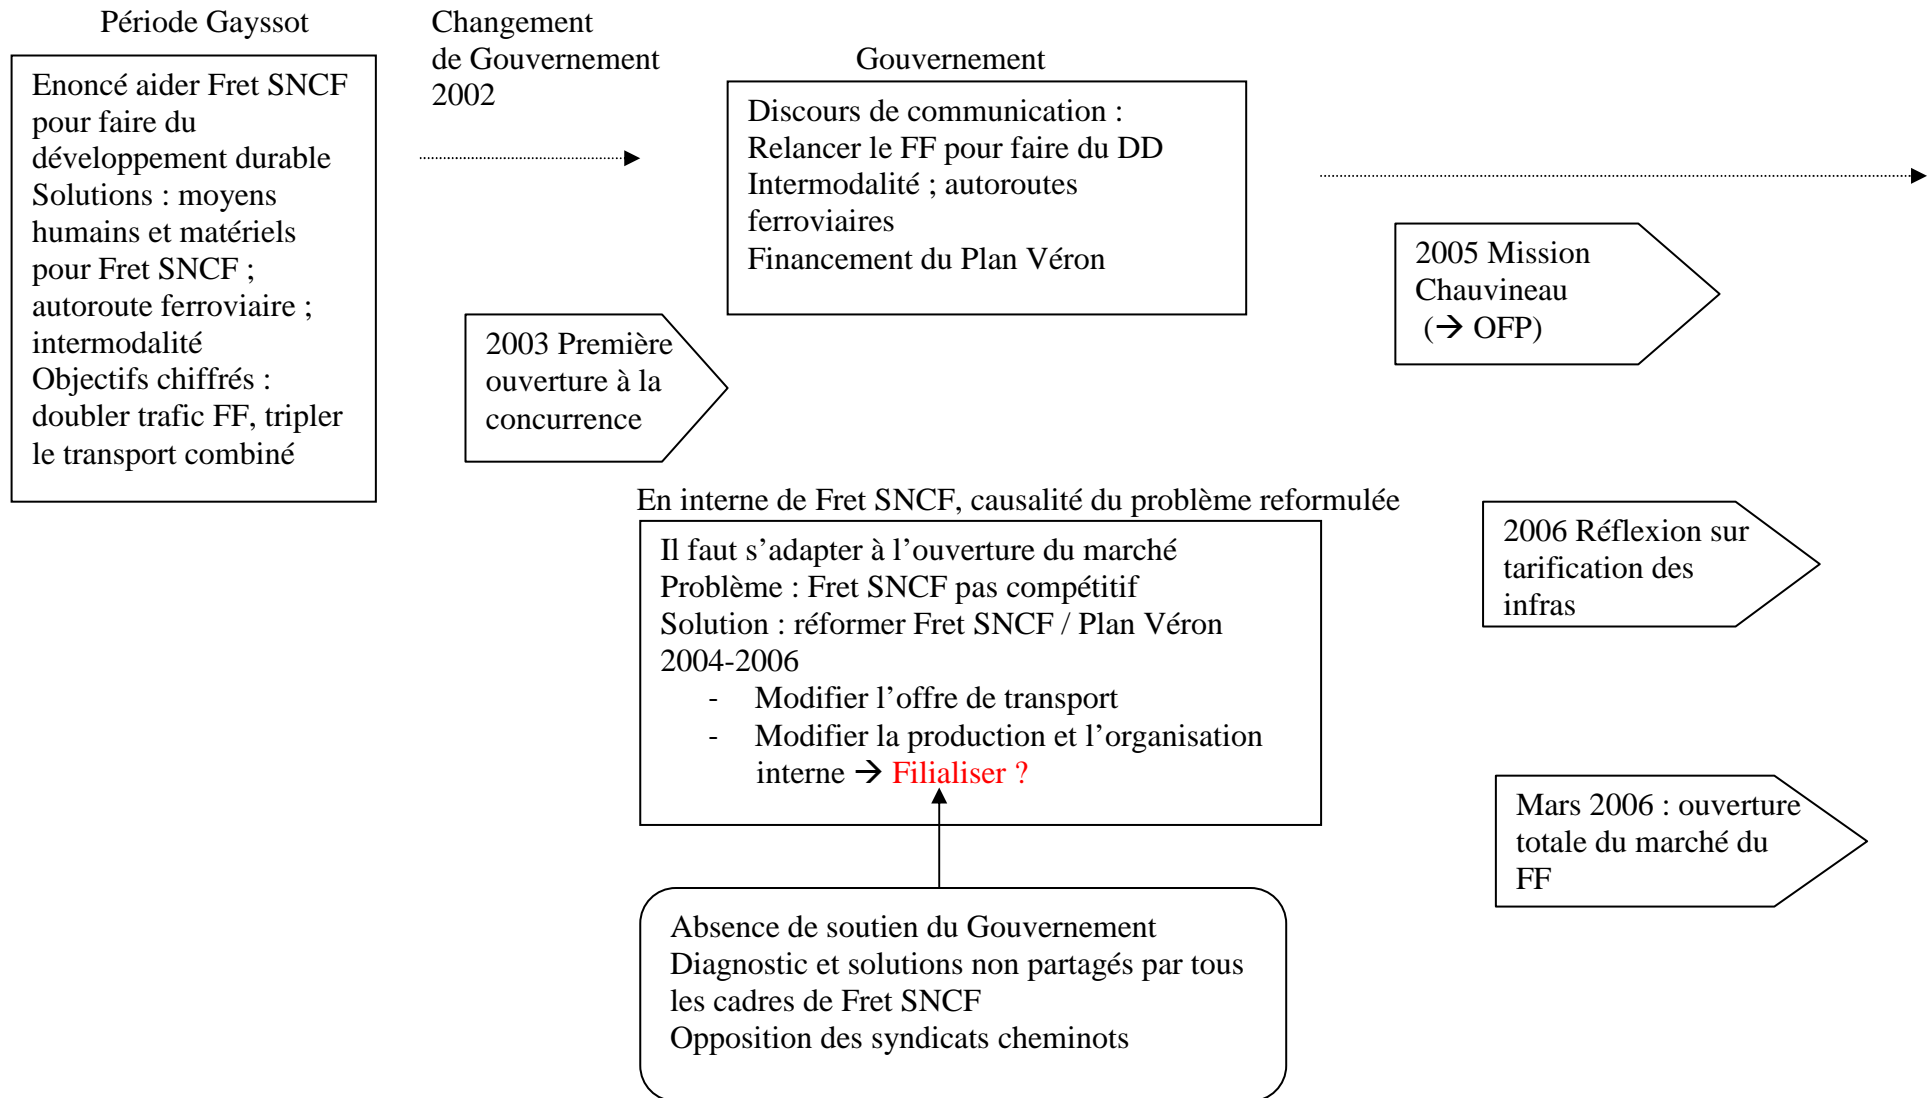 Période Gayssot
Enoncé aider Fret SNCF
pour faire du
développement durable
Solutions : moyens
humains et matériels
pour Fret SNCF ;
autoroute ferroviaire ;
intermodalité
Objectifs chiffrés :
doubler trafic FF, tripler
le transport combiné
Changement
de Gouvernement
2002
Gouvernement
Discours de communication :
Relancer le FF pour faire du DD
Intermodalité ; autoroutes
ferroviaires
Financement du Plan Véron
2003 Première
ouverture à la
concurrence
2005 Mission
Chauvineau
(→ OFP)
En interne de Fret SNCF, causalité du problème reformulée
Il faut s’adapter à l’ouverture du marché
Problème : Fret SNCF pas compétitif
Solution : réformer Fret SNCF / Plan Véron
2004-2006
- Modifier l’offre de transport
- Modifier la production et l’organisation
interne → Filialiser ?
2006 Réflexion sur
tarification des
infras
Mars 2006 : ouverture
totale du marché du
FF
Absence de soutien du Gouvernement
Diagnostic et solutions non partagés par tous
les cadres de Fret SNCF
Opposition des syndicats cheminots